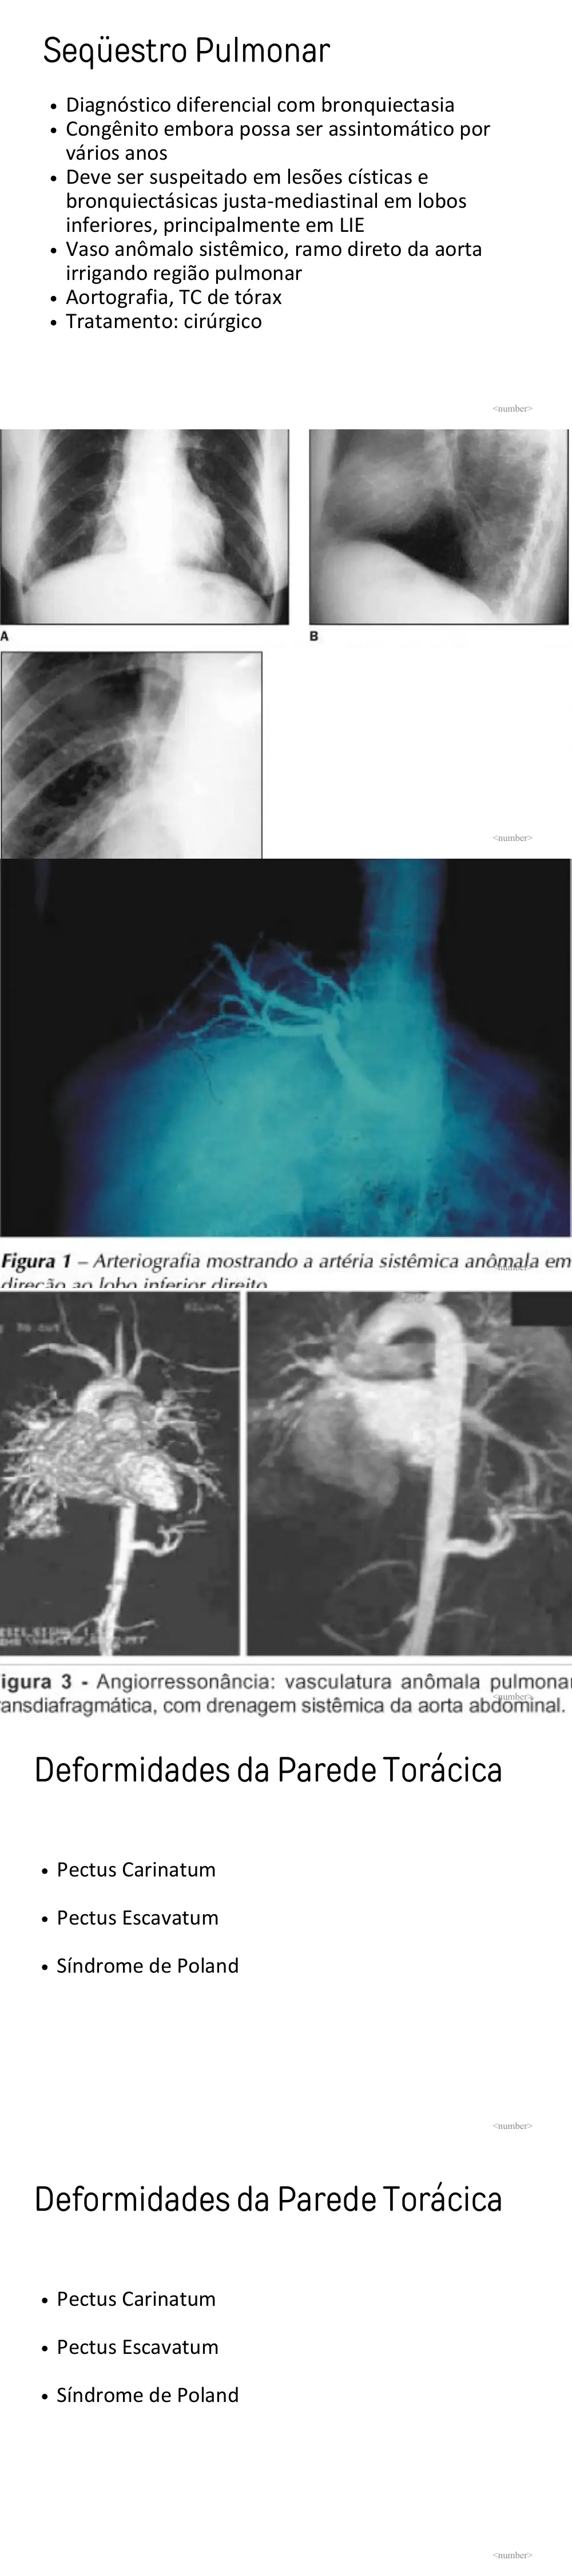 Seqüestro Pulmonar
• Diagnóstico diferencial com bronquiectasia
• Congênito embora possa ser assintomático por
vários anos
• Deve ser suspeitado em lesões císticas e
bronquiectásicas justa-mediastinal em lobos
inferiores, principalmente em LIE
• Vaso anômalo sistêmico, ramo direto da aorta
irrigando região pulmonar
• Aortografia, TC de tórax
• Tratamento: cirúrgico
<number>
A
B
<number>
Figura 1 – Arteriografia mostrando a artéria sistêmica anômala em
<number>
direção ao lobo inferior direito
igura 3 - Angiorressonância: vasculatura anômala pulmona
ansdiafragmática, com drenagem sistêmica da aorta abdominal.
<number>
Deformidades da Parede Torácica
• Pectus Carinatum
• Pectus Escavatum
• Síndrome de Poland
<number>
Deformidades da Parede Torácica
• Pectus Carinatum
• Pectus Escavatum
• Síndrome de Poland
<number>